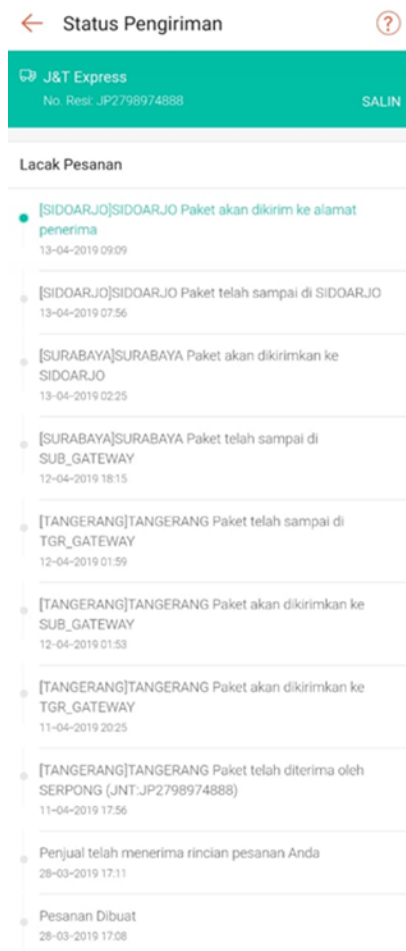 Status Pengiriman
?
J&T Express
No. Resi: JP2798974888
SALIN
Lacak Pesanan
[SIDOARJO]SIDOARJO Paket akan dikirim ke alamat
penerima
13-04-2019 09:09
[SIDOARJO]SIDOARJO Paket telah sampai di SIDOARJO
13-04-2019 07:56
[SURABAYA]SURABAYA Paket akan dikirimkan ke
SIDOARJO
13-04-2019 02:25
[SURABAYA]SURABAYA Paket telah sampai di
SUB_GATEWAY
12-04-2019 18:15
[TANGERANG]TANGERANG Paket telah sampai di
TGR_GATEWAY
12-04-2019 01:59
[TANGERANG]TANGERANG Paket akan dikirimkan ke
SUB_GATEWAY
12-04-2019 01:53
[TANGERANG]TANGERANG Paket akan dikirimkan ke
TGR_GATEWAY
11-04-2019 20:25
[TANGERANG]TANGERANG Paket telah diterima oleh
SERPONG (JNT:JP2798974888)
11-04-2019 17:56
Penjual telah menerima rincian pesanan Anda
28-03-2019 17:11
Pesanan Dibuat
28-03-2019 17:08